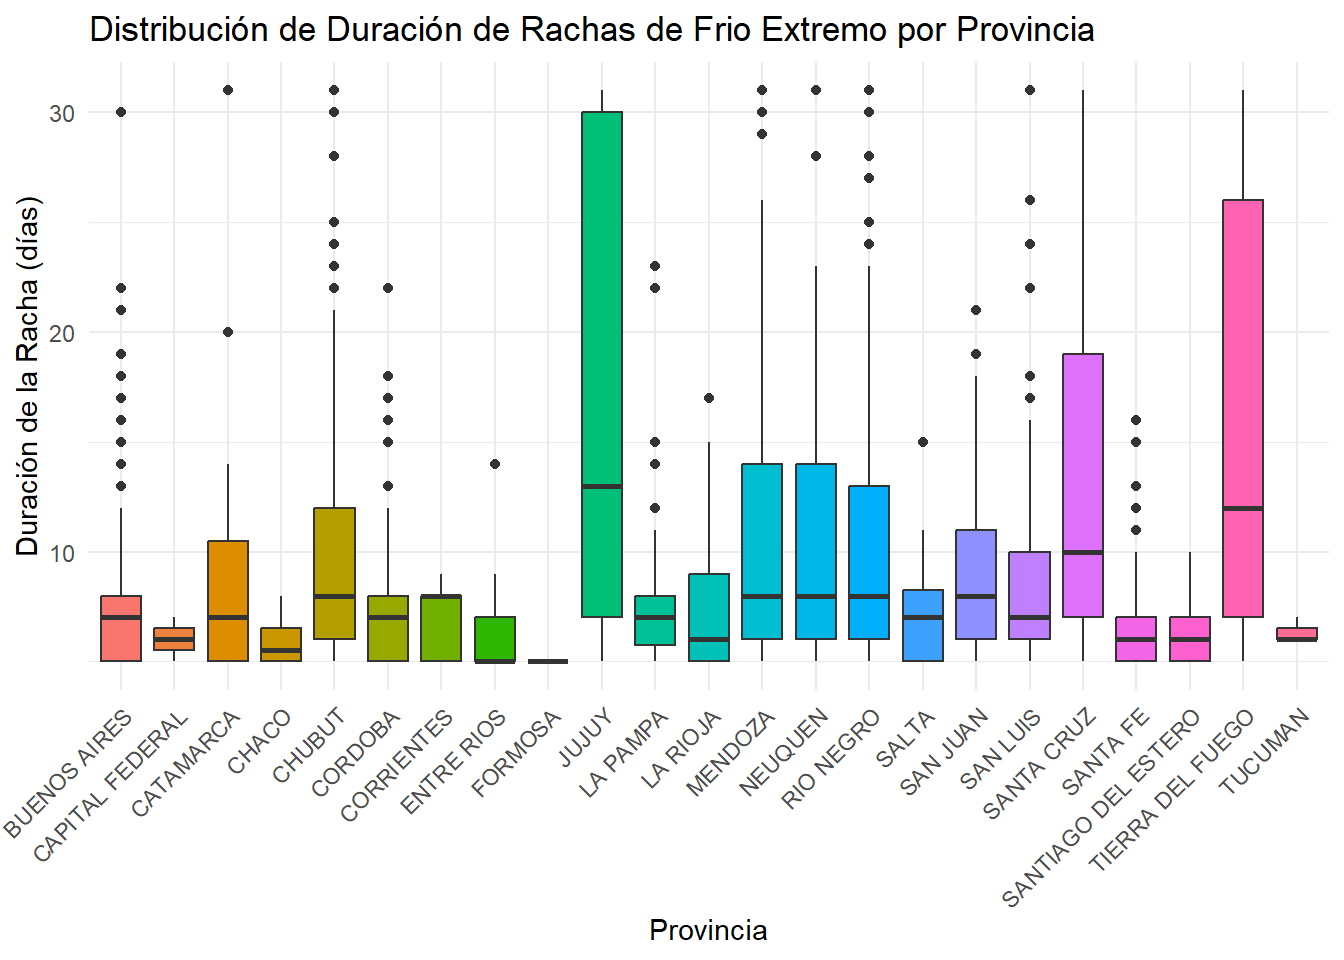 Distribución de Duración de Rachas de Frio Extremo por Provincia
Duración de la Racha (días)
30
20
10
BUENOS AIRES
CAPITAL FEDERAL
CATAMARCA
CHACO
CHUBUT
CORDOBA
CORRIENTES
ENTRE RIOS
FORMOSA
JUJUY
LA PAMPA
LA RIOJA
MENDOZA
NEUQUEN
RIO NEGRO
SALTA
SAN JUAN
SAN LUIS
SANTA CRUZ
SANTA FE
SANTIAGO DEL ESTERO
TIERRA DEL FUEGO
TUCUMAN
Provincia